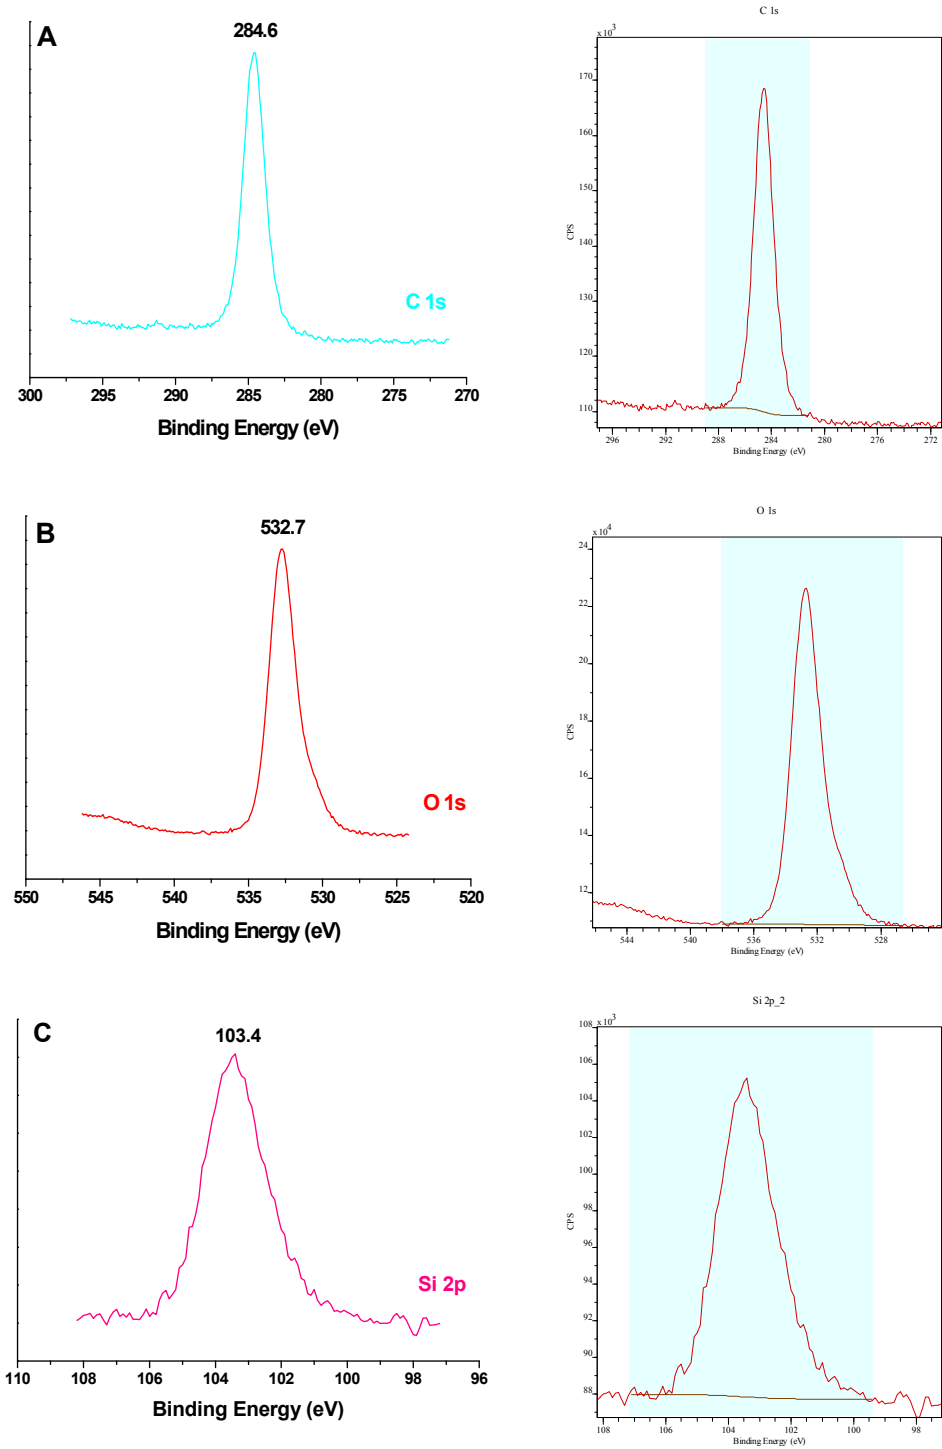 A
284.6
C 1s
300 295 290 285 280 275 270
Binding Energy (eV)
C 1s
x 10^3
170
160
150
140
130
120
110
CPS
296 292 288 284 280 276 272
Binding Energy (eV)
B
532.7
O 1s
550 545 540 535 530 525 520
Binding Energy (eV)
O 1s
x 10^4
24
22
20
18
16
14
12
CPS
544 540 536 532 528
Binding Energy (eV)
C
103.4
Si 2p
110 108 106 104 102 100 98 96
Binding Energy (eV)
Si 2p_2
x 10^3
108
106
104
102
100
98
96
94
92
90
88
CPS
108 106 104 102 100 98
Binding Energy (eV)